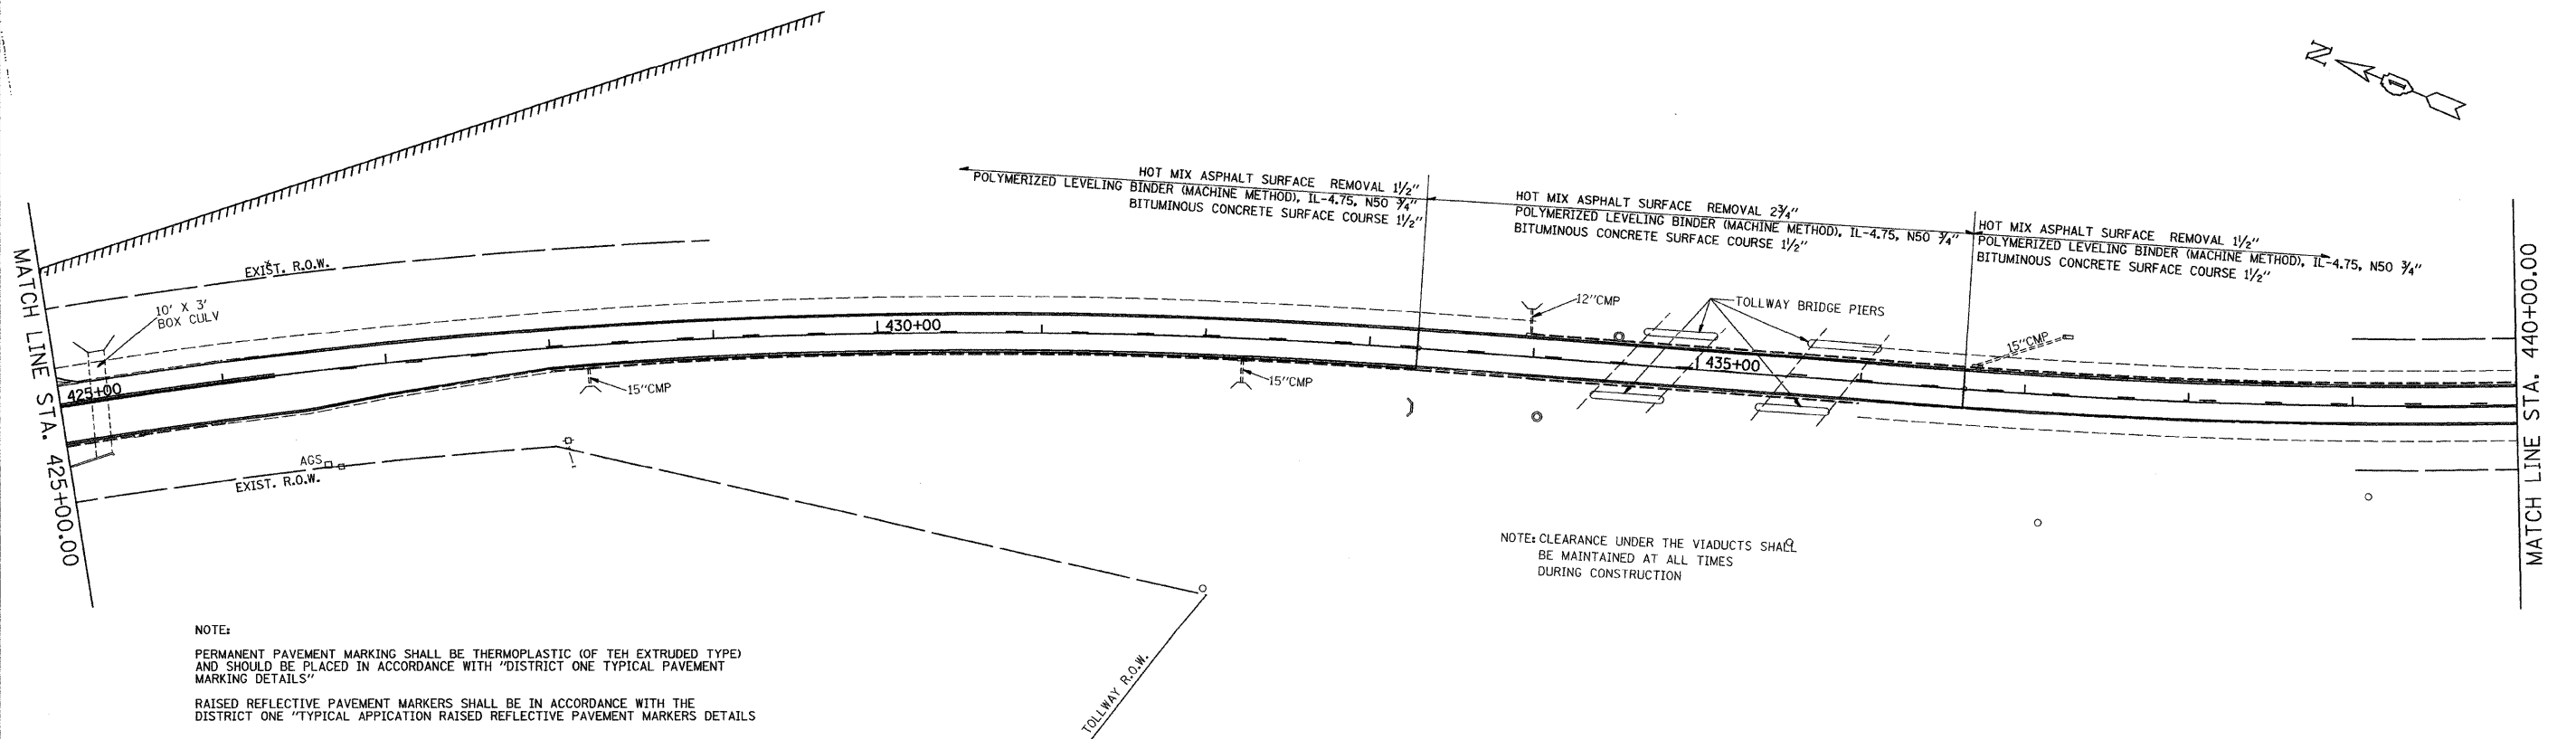 N
HOT MIX ASPHALT SURFACE REMOVAL 1½"
POLYMERIZED LEVELING BINDER (MACHINE METHOD), IL-4.75, N50 ¾"
BITUMINOUS CONCRETE SURFACE COURSE 1½"
HOT MIX ASPHALT SURFACE REMOVAL 2¾"
POLYMERIZED LEVELING BINDER (MACHINE METHOD), IL-4.75, N50 ¾"
BITUMINOUS CONCRETE SURFACE COURSE 1½"
HOT MIX ASPHALT SURFACE REMOVAL 1½"
POLYMERIZED LEVELING BINDER (MACHINE METHOD), IL-4.75, N50 ¾"
BITUMINOUS CONCRETE SURFACE COURSE 1½"
MATCH LINE STA. 425+00.00
EXIST. R.O.W.
10' X 3'
BOX CULV
425+00
430+00
12"CMP
TOLLWAY BRIDGE PIERS
435+00
15"CMP
15"CMP
15"CMP
AGS
EXIST. R.O.W.
MATCH LINE STA. 440+00.00
NOTE: CLEARANCE UNDER THE VIADUCTS SHALL
BE MAINTAINED AT ALL TIMES
DURING CONSTRUCTION
TOLLWAY R.O.W.
NOTE:
PERMANENT PAVEMENT MARKING SHALL BE THERMOPLASTIC (OF TEH EXTRUDED TYPE)
AND SHOULD BE PLACED IN ACCORDANCE WITH "DISTRICT ONE TYPICAL PAVEMENT
MARKING DETAILS"
RAISED REFLECTIVE PAVEMENT MARKERS SHALL BE IN ACCORDANCE WITH THE
DISTRICT ONE "TYPICAL APPICATION RAISED REFLECTIVE PAVEMENT MARKERS DETAILS